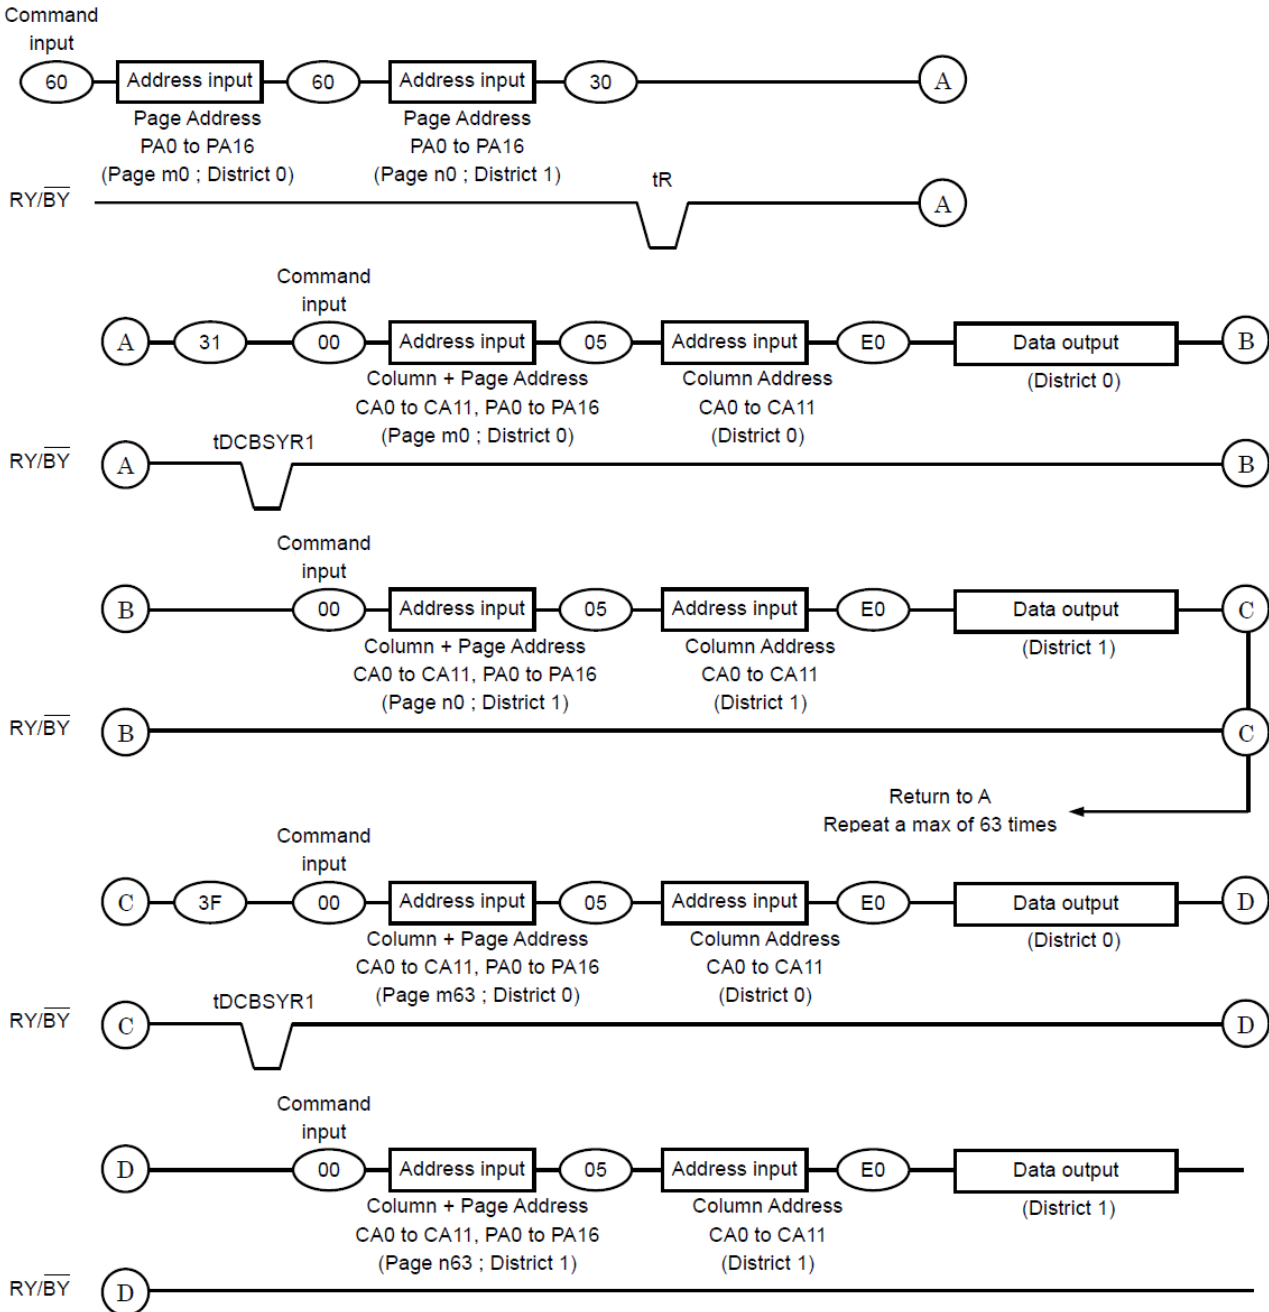 Command
input
60 Address input 60 Address input 30 A
Page Address Page Address
PA0 to PA16 PA0 to PA16
(Page m0 ; District 0) (Page n0 ; District 1)
tR
RY/BY A
Command
input
A 31 00 Address input 05 Address input E0 Data output B
Column + Page Address Column Address (District 0)
CA0 to CA11, PA0 to PA16 CA0 to CA11
(Page m0 ; District 0) (District 0)
tDCBSYR1
RY/BY A B
Command
input
B 00 Address input 05 Address input E0 Data output C
Column + Page Address Column Address (District 1)
CA0 to CA11, PA0 to PA16 CA0 to CA11
(Page n0 ; District 1) (District 1)
RY/BY B C
Return to A
Repeat a max of 63 times
Command
input
C 3F 00 Address input 05 Address input E0 Data output D
Column + Page Address Column Address (District 0)
CA0 to CA11, PA0 to PA16 CA0 to CA11
(Page m63 ; District 0) (District 0)
tDCBSYR1
RY/BY C D
Command
input
D 00 Address input 05 Address input E0 Data output
Column + Page Address Column Address (District 1)
CA0 to CA11, PA0 to PA16 CA0 to CA11
(Page n63 ; District 1) (District 1)
RY/BY D